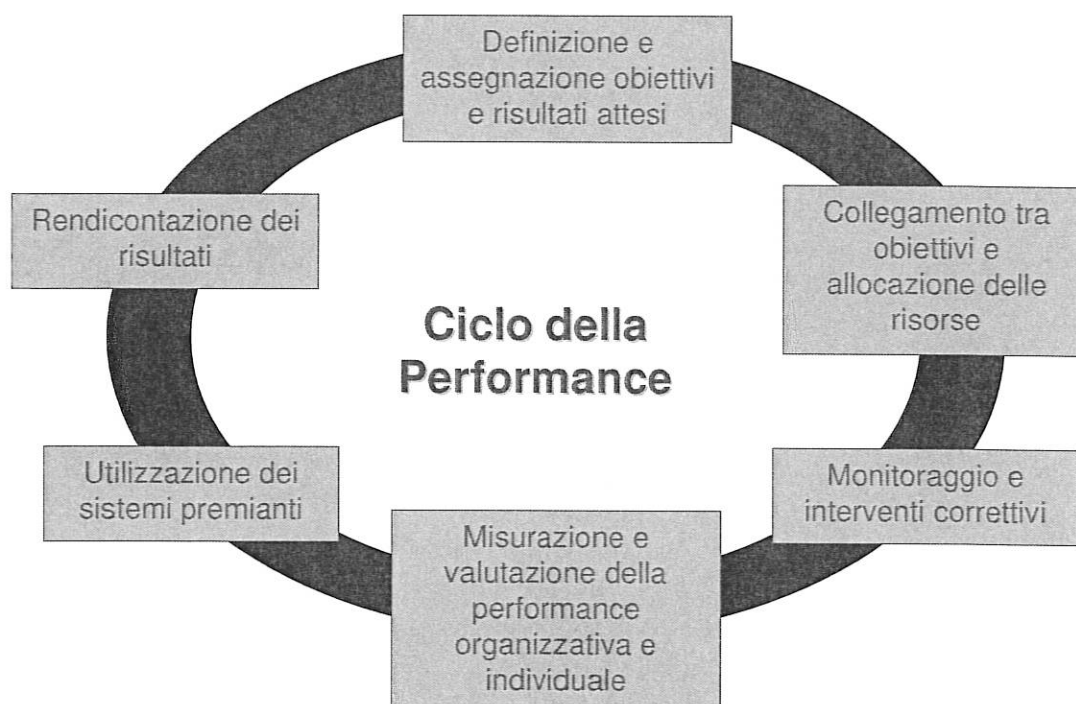 Definizione e
assegnazione obiettivi
e risultati attesi
Collegamento tra
obiettivi e
allocazione delle
risorse
Monitoraggio e
interventi correttivi
Misurazione e
valutazione della
performance
organizzativa e
individuale
Utilizzazione dei
sistemi premianti
Rendicontazione dei
risultati
Ciclo della
Performance